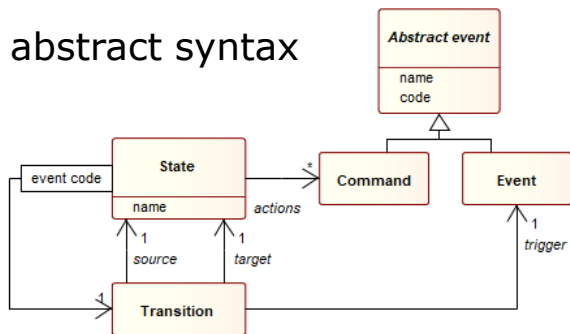 abstract syntax
Abstract event
name
code
event code
State
name
*
actions
Command
Event
1
source
1
target
1
trigger
1
Transition